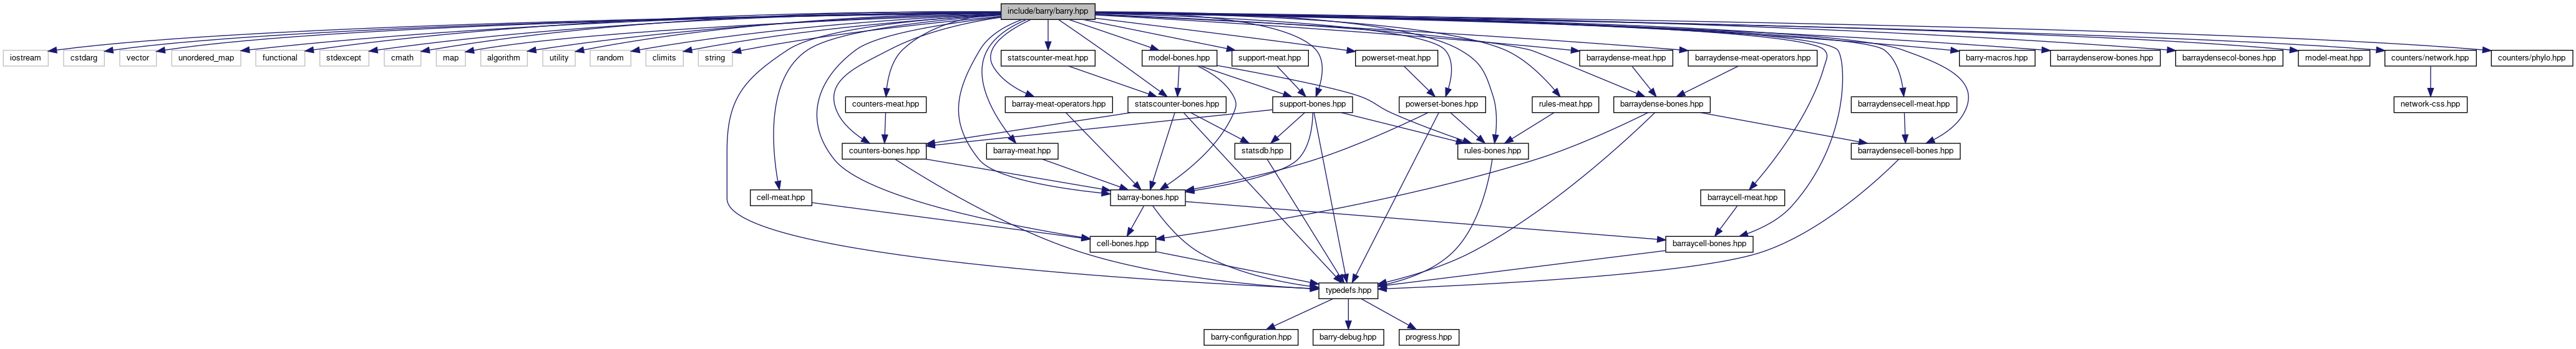 include/barry/barry.hpp
iostream
cstdarg
vector
unordered_map
functional
stdexcept
cmath
map
algorithm
utility
random
climits
string
statscounter-meat.hpp
model-bones.hpp
support-meat.hpp
powerset-meat.hpp
barraydense-meat.hpp
barraydense-meat-operators.hpp
barry-macros.hpp
barraydenserow-bones.hpp
barraydensecol-bones.hpp
model-meat.hpp
counters/network.hpp
counters/phylo.hpp
counters-meat.hpp
barray-meat-operators.hpp
statscounter-bones.hpp
support-bones.hpp
powerset-bones.hpp
rules-meat.hpp
barraydense-bones.hpp
barraydensecell-meat.hpp
network-css.hpp
counters-bones.hpp
barray-meat.hpp
statsdb.hpp
rules-bones.hpp
barraydensecell-bones.hpp
cell-meat.hpp
barray-bones.hpp
barraycell-meat.hpp
cell-bones.hpp
barraycell-bones.hpp
typedefs.hpp
barry-configuration.hpp
barry-debug.hpp
progress.hpp